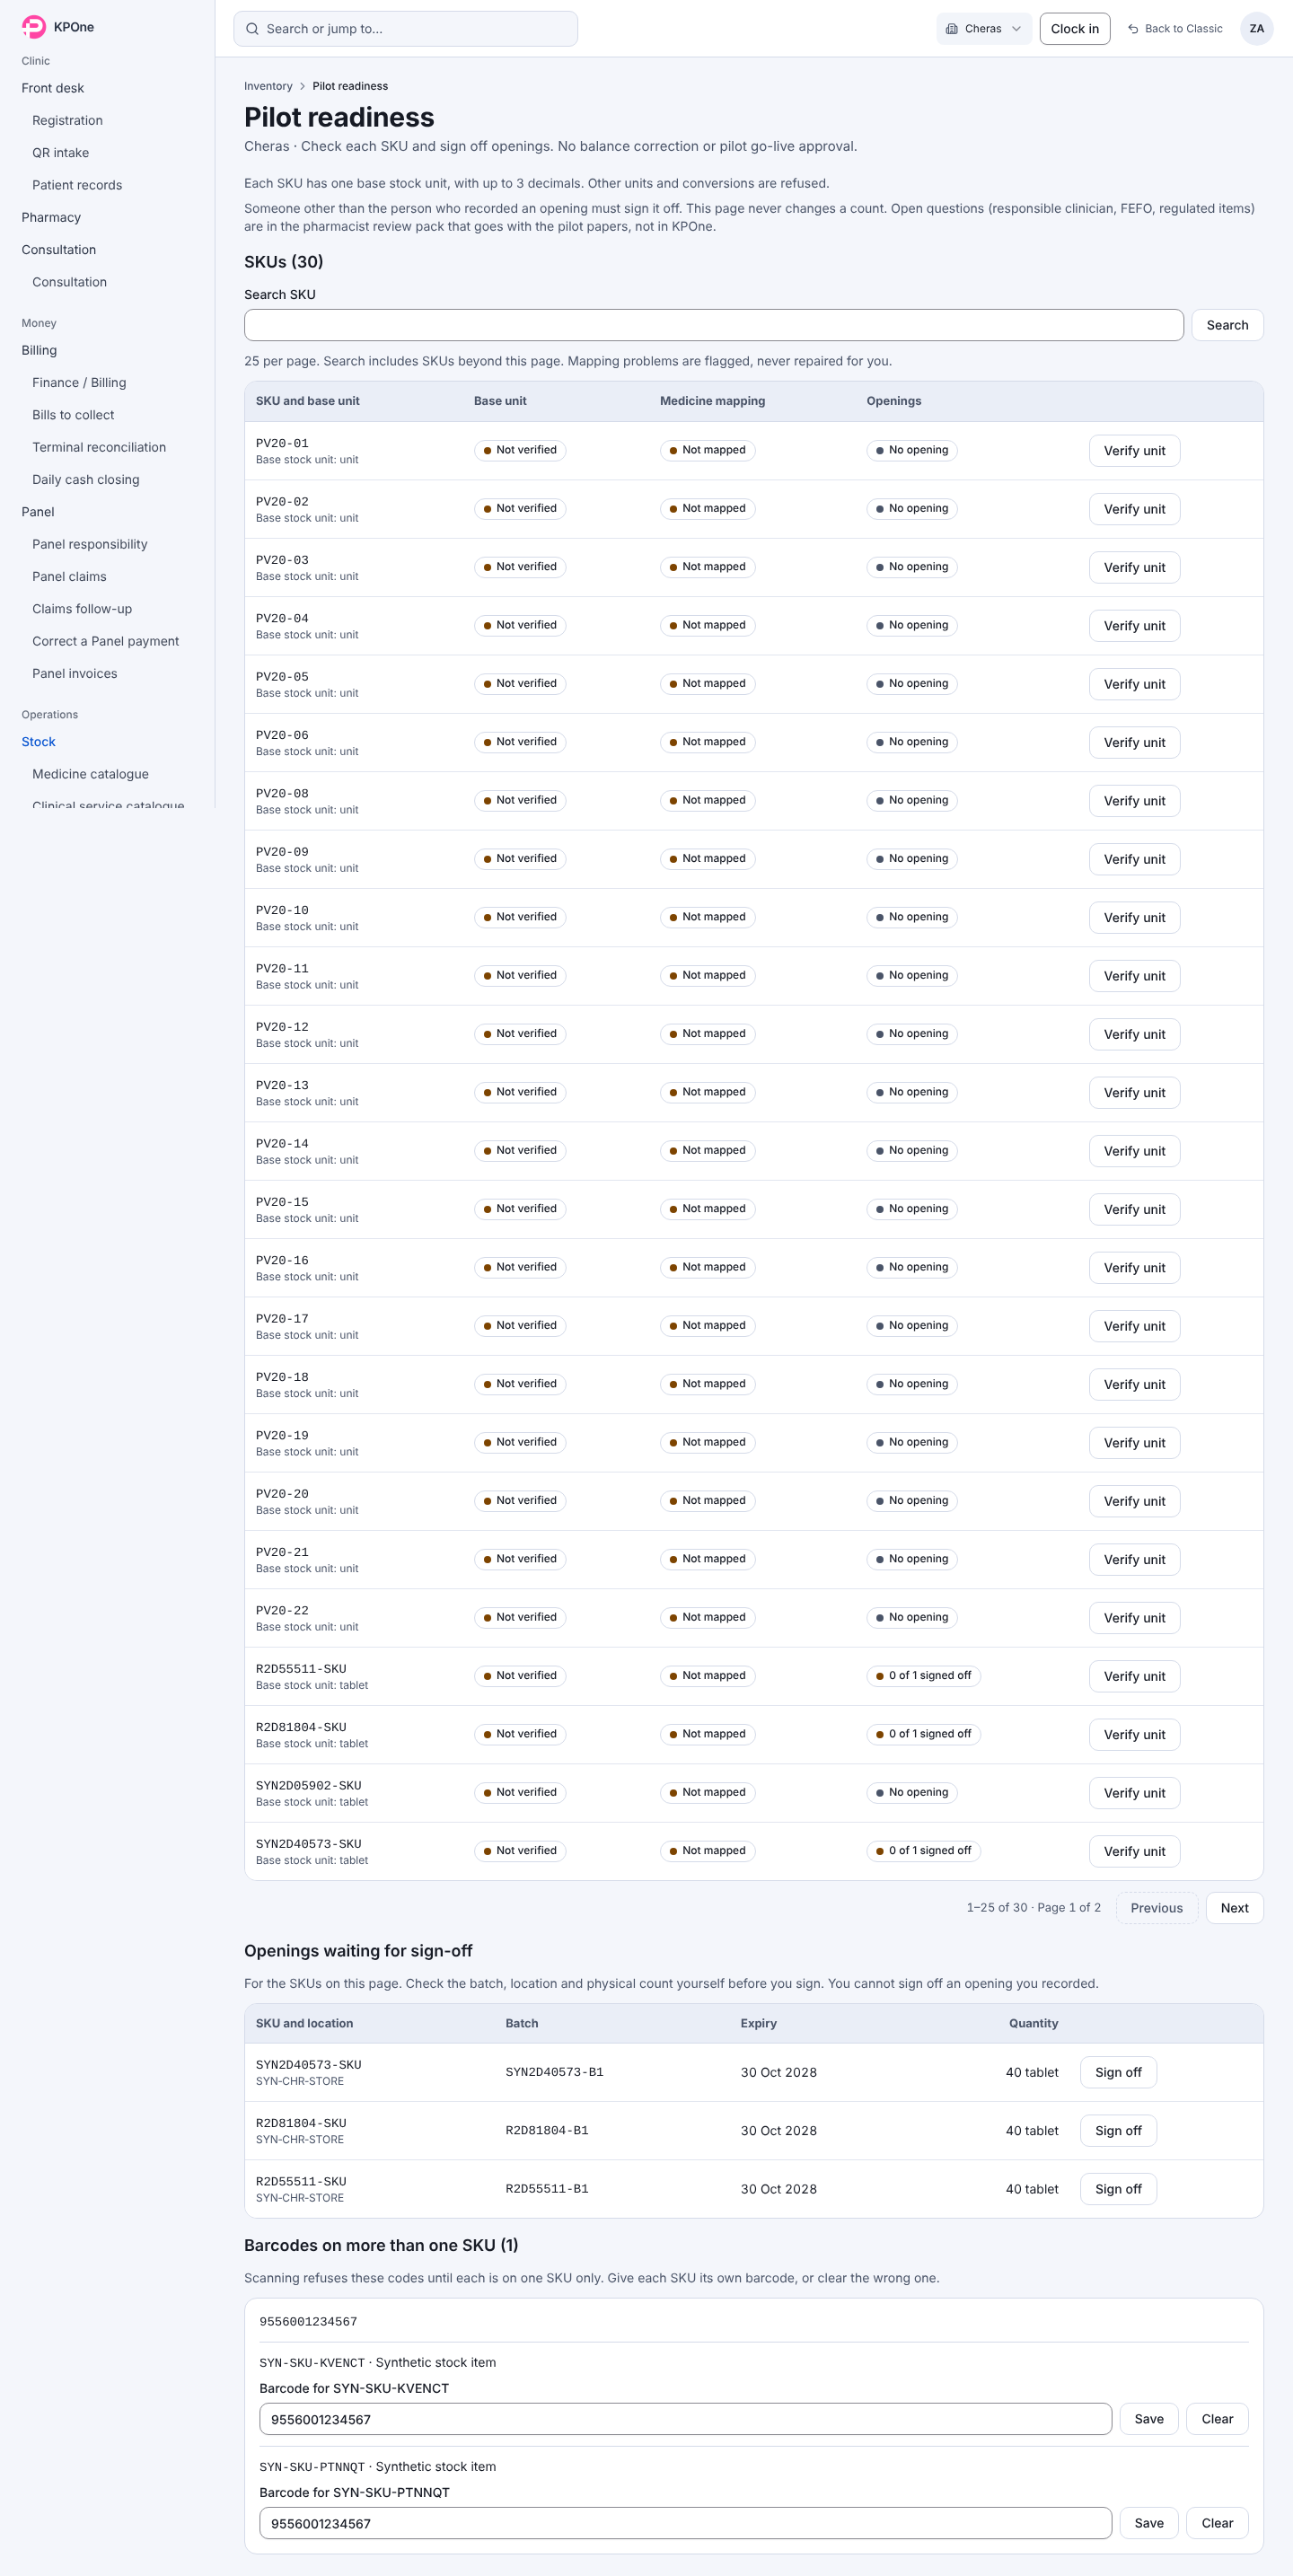 KPOne
Clinic
Front desk
Registration
QR intake
Patient records
Pharmacy
Consultation
Consultation
Money
Billing
Finance / Billing
Bills to collect
Terminal reconciliation
Daily cash closing
Panel
Panel responsibility
Panel claims
Claims follow-up
Correct a Panel payment
Panel invoices
Operations
Stock
Medicine catalogue
Clinical service catalogue
Search or jump to...
Cheras
Clock in
Back to Classic
ZA
Inventory > Pilot readiness
Pilot readiness
Cheras · Check each SKU and sign off openings. No balance correction or pilot go-live approval.
Each SKU has one base stock unit, with up to 3 decimals. Other units and conversions are refused.
Someone other than the person who recorded an opening must sign it off. This page never changes a count. Open questions (responsible clinician, FEFO, regulated items)
are in the pharmacist review pack that goes with the pilot papers, not in KPOne.
SKUs (30)
Search SKU
Search
25 per page. Search includes SKUs beyond this page. Mapping problems are flagged, never repaired for you.
SKU and base unit Base unit Medicine mapping Openings
PV20-01 Not verified Not mapped No opening Verify unit
Base stock unit: unit
PV20-02 Not verified Not mapped No opening Verify unit
Base stock unit: unit
PV20-03 Not verified Not mapped No opening Verify unit
Base stock unit: unit
PV20-04 Not verified Not mapped No opening Verify unit
Base stock unit: unit
PV20-05 Not verified Not mapped No opening Verify unit
Base stock unit: unit
PV20-06 Not verified Not mapped No opening Verify unit
Base stock unit: unit
PV20-08 Not verified Not mapped No opening Verify unit
Base stock unit: unit
PV20-09 Not verified Not mapped No opening Verify unit
Base stock unit: unit
PV20-10 Not verified Not mapped No opening Verify unit
Base stock unit: unit
PV20-11 Not verified Not mapped No opening Verify unit
Base stock unit: unit
PV20-12 Not verified Not mapped No opening Verify unit
Base stock unit: unit
PV20-13 Not verified Not mapped No opening Verify unit
Base stock unit: unit
PV20-14 Not verified Not mapped No opening Verify unit
Base stock unit: unit
PV20-15 Not verified Not mapped No opening Verify unit
Base stock unit: unit
PV20-16 Not verified Not mapped No opening Verify unit
Base stock unit: unit
PV20-17 Not verified Not mapped No opening Verify unit
Base stock unit: unit
PV20-18 Not verified Not mapped No opening Verify unit
Base stock unit: unit
PV20-19 Not verified Not mapped No opening Verify unit
Base stock unit: unit
PV20-20 Not verified Not mapped No opening Verify unit
Base stock unit: unit
PV20-21 Not verified Not mapped No opening Verify unit
Base stock unit: unit
PV20-22 Not verified Not mapped No opening Verify unit
Base stock unit: unit
R2D55511-SKU Not verified Not mapped 0 of 1 signed off Verify unit
Base stock unit: tablet
R2D81804-SKU Not verified Not mapped 0 of 1 signed off Verify unit
Base stock unit: tablet
SYN2D05902-SKU Not verified Not mapped No opening Verify unit
Base stock unit: tablet
SYN2D40573-SKU Not verified Not mapped 0 of 1 signed off Verify unit
Base stock unit: tablet
1–25 of 30 · Page 1 of 2 Previous Next
Openings waiting for sign-off
For the SKUs on this page. Check the batch, location and physical count yourself before you sign. You cannot sign off an opening you recorded.
SKU and location Batch Expiry Quantity
SYN2D40573-SKU SYN2D40573-B1 30 Oct 2028 40 tablet Sign off
SYN-CHR-STORE
R2D81804-SKU R2D81804-B1 30 Oct 2028 40 tablet Sign off
SYN-CHR-STORE
R2D55511-SKU R2D55511-B1 30 Oct 2028 40 tablet Sign off
SYN-CHR-STORE
Barcodes on more than one SKU (1)
Scanning refuses these codes until each is on one SKU only. Give each SKU its own barcode, or clear the wrong one.
9556001234567
SYN-SKU-KVENCT · Synthetic stock item
Barcode for SYN-SKU-KVENCT
9556001234567 Save Clear
SYN-SKU-PTNNQT · Synthetic stock item
Barcode for SYN-SKU-PTNNQT
9556001234567 Save Clear